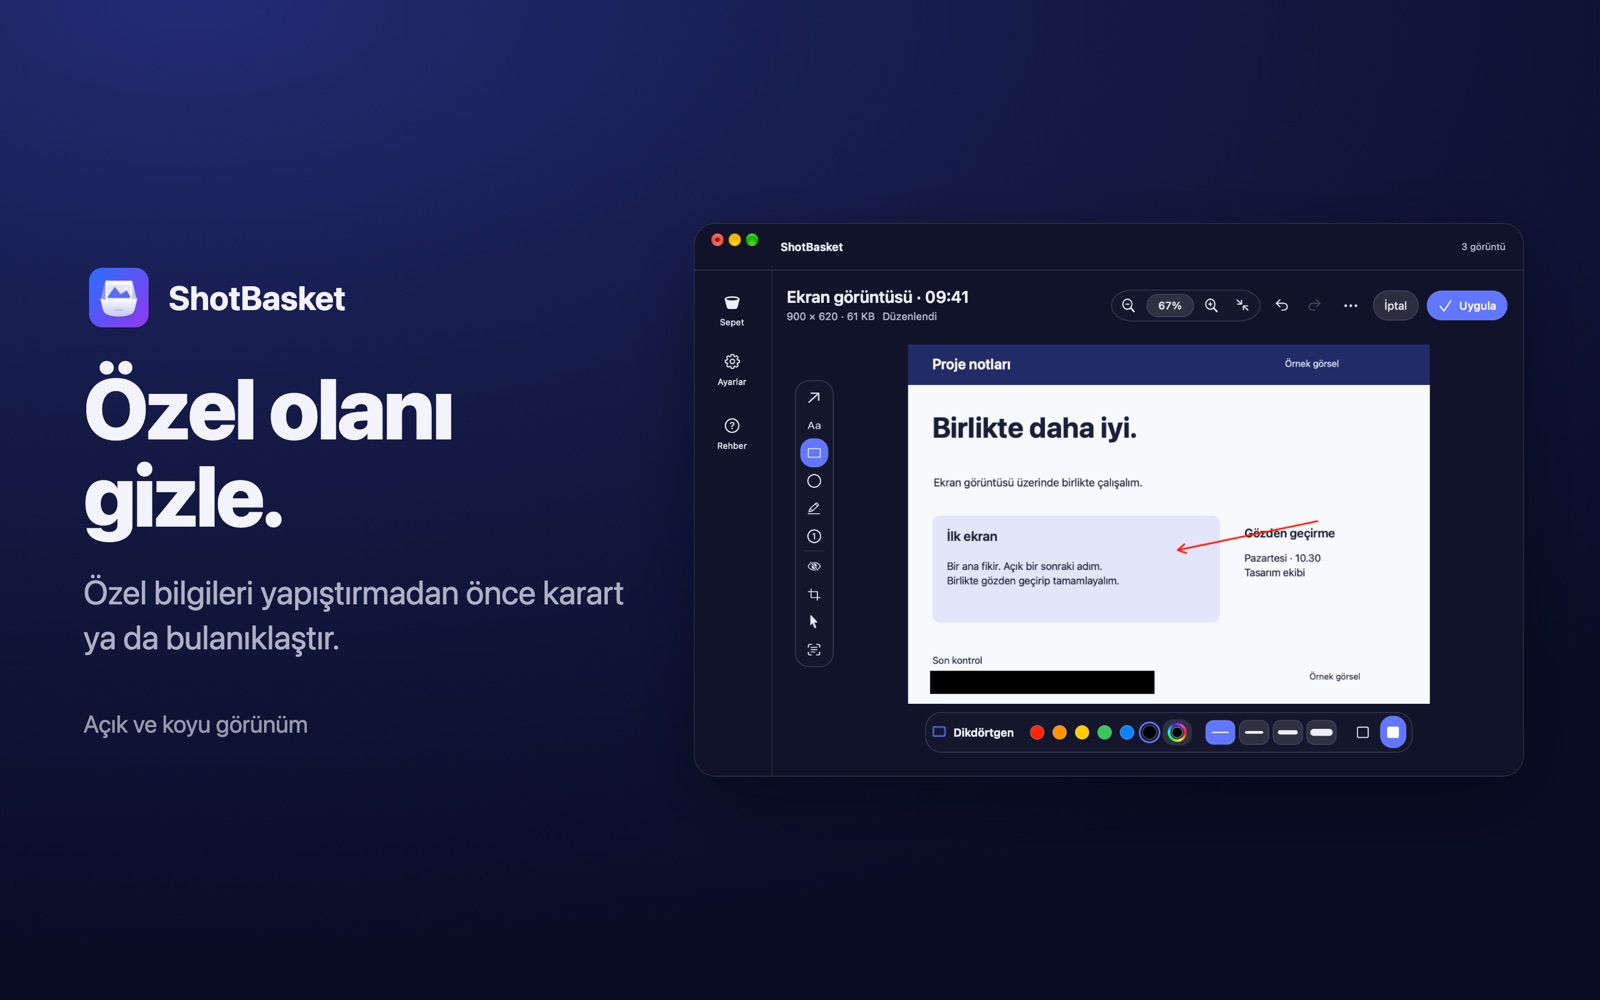 ShotBasket
Özel olanı
gizle.
Özel bilgileri yapıştırmadan önce karart
ya da bulanıklaştır.
Açık ve koyu görünüm
ShotBasket
3 görüntü
Sepet
Ayarlar
Rehber
Ekran görüntüsü · 09:41
900 × 620 · 61 KB Düzenlendi
67%
İptal
Uygula
Aa
1
Proje notları
Örnek görsel
Birlikte daha iyi.
Ekran görüntüsü üzerinde birlikte çalışalım.
İlk ekran
Bir ana fikir. Açık bir sonraki adım.
Birlikte gözden geçirip tamamlayalım.
Gözden geçirme
Pazartesi · 10.30
Tasarım ekibi
Son kontrol
Örnek görsel
Dikdörtgen